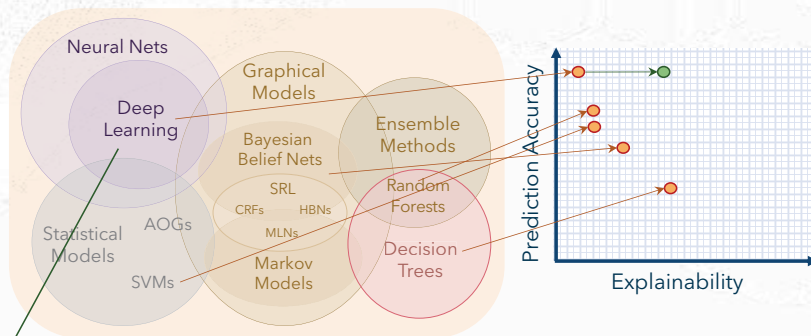 Neural Nets
Deep
Learning
Graphical
Models
Bayesian
Belief Nets
SRL
CRFs
HBNs
MLNs
Markov
Models
Ensemble
Methods
Random
Forests
Decision
Trees
Statistical
Models
AOGs
SVMs
Prediction Accuracy
Explainability